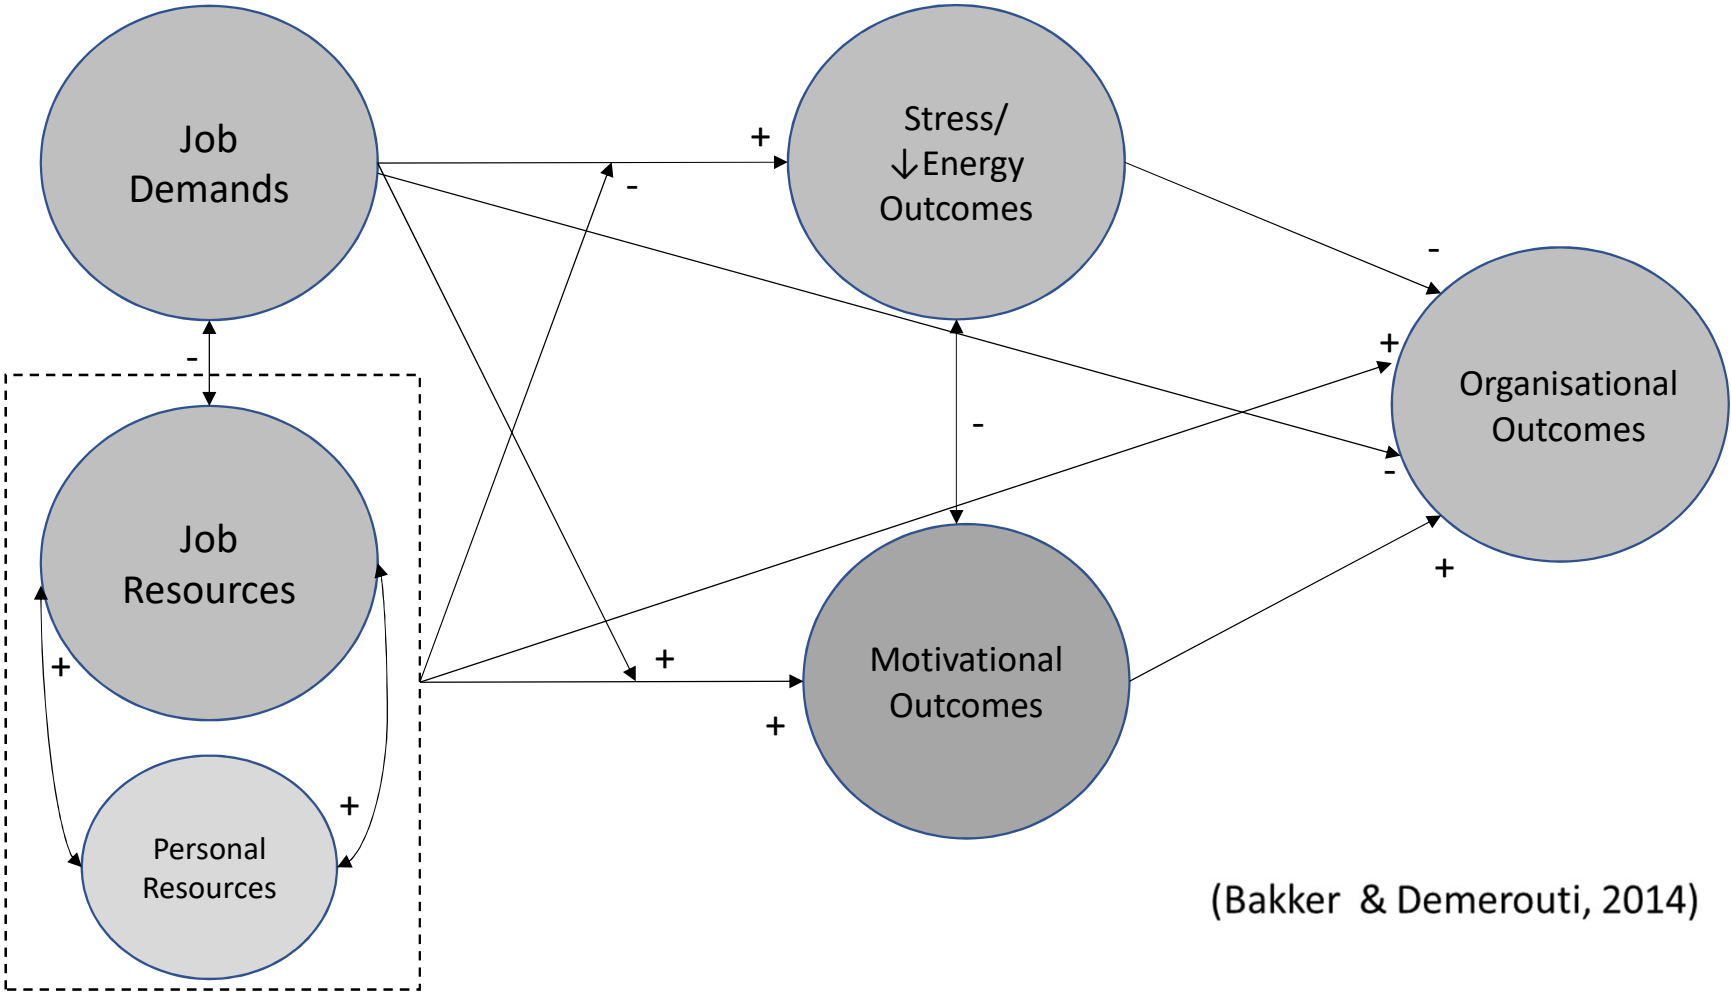 Job
Demands
+
-
Stress/
↓Energy
Outcomes
-
-
+
Organisational
Outcomes
-
-
+
Job
Resources
+
+
Personal
Resources
+
+
Motivational
Outcomes
(Bakker & Demerouti, 2014)